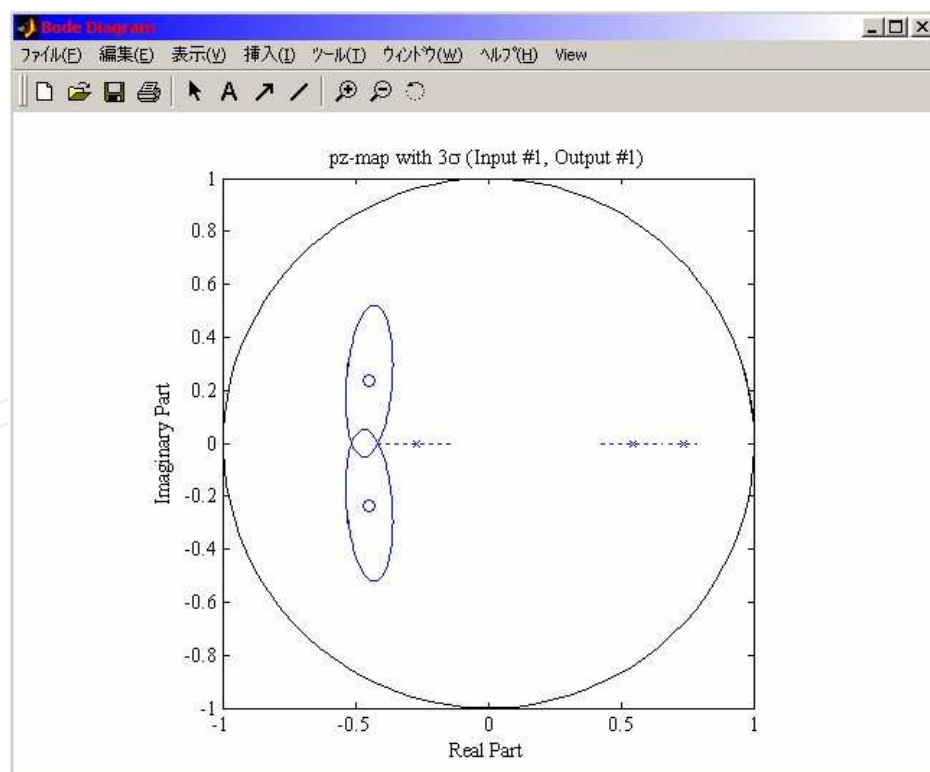 Bode Diagram
ファイル(F) 編集(E) 表示(V) 挿入(I) ツール(T) ウィンドウ(W) ヘルプ(H) View
A
pz-map with 3σ (Input #1, Output #1)
1
0.8
0.6
0.4
0.2
0
-0.2
-0.4
-0.6
-0.8
-1
Imaginary Part
-1 -0.5 0 0.5 1
Real Part